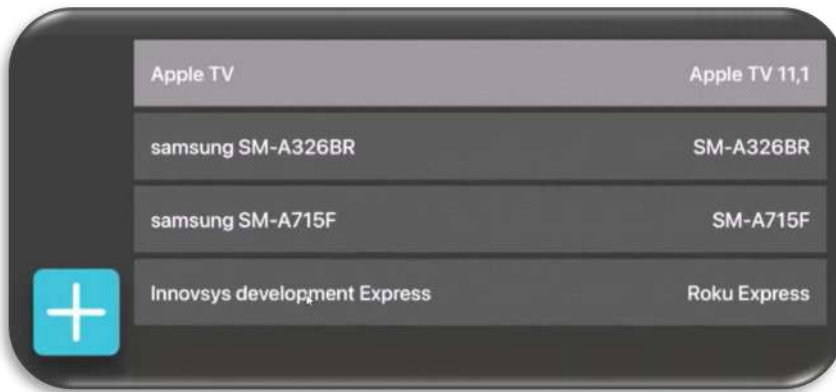 Apple TV Apple TV 11,1
samsung SM-A326BR SM-A326BR
samsung SM-A715F SM-A715F
Innovsys development Express Roku Express